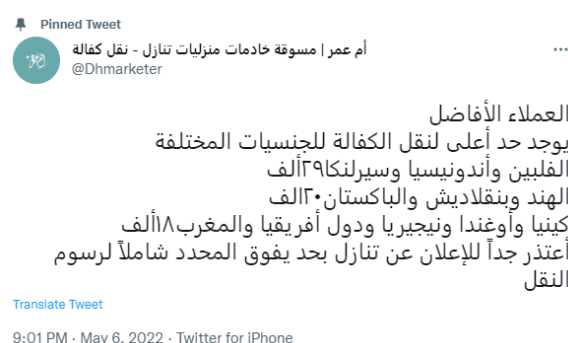 Pinned Tweet
أم عمر | مسوقة خادمات منزليات تنازل - نقل كفالة
@Dhmarketer
العملاء الأفاضل
يوجد حد أعلى لنقل الكفالة للجنسيات المختلفة
الفلبين وأندونيسيا وسيرلنكا٢٩ألف
الهند وبنقلاديش والباكستان٢٠الف
كينيا وأوغندا ونيجيريا ودول أفريقيا والمغرب١٨ألف
أعتذر جداً للإعلان عن تنازل بحد يفوق المحدد شاملاً لرسوم
النقل
Translate Tweet
9:01 PM · May 6, 2022 · Twitter for iPhone